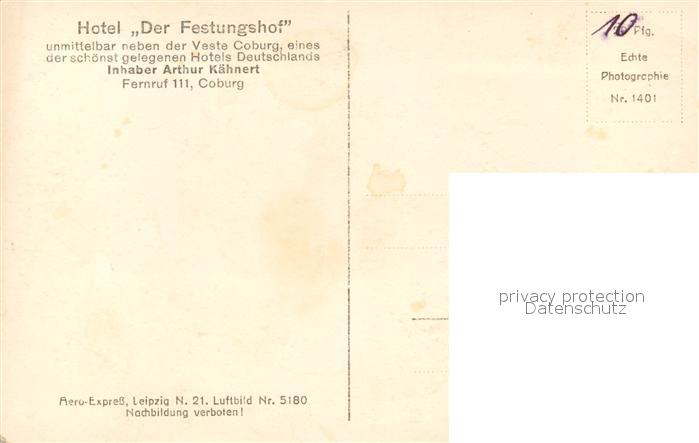 Hotel „Der Festungshof"
unmittelbar neben der Veste Coburg, eines
der schönst gelegenen Hotels Deutschlands
Inhaber Arthur Kähnert
Fernruf 111, Coburg
10 Pfg.
Echte
Photographie
Nr. 1401
privacy protection
Datenschutz
Aero-Expreß, Leipzig N. 21. Luftbild Nr. 5180
Nachbildung verboten!